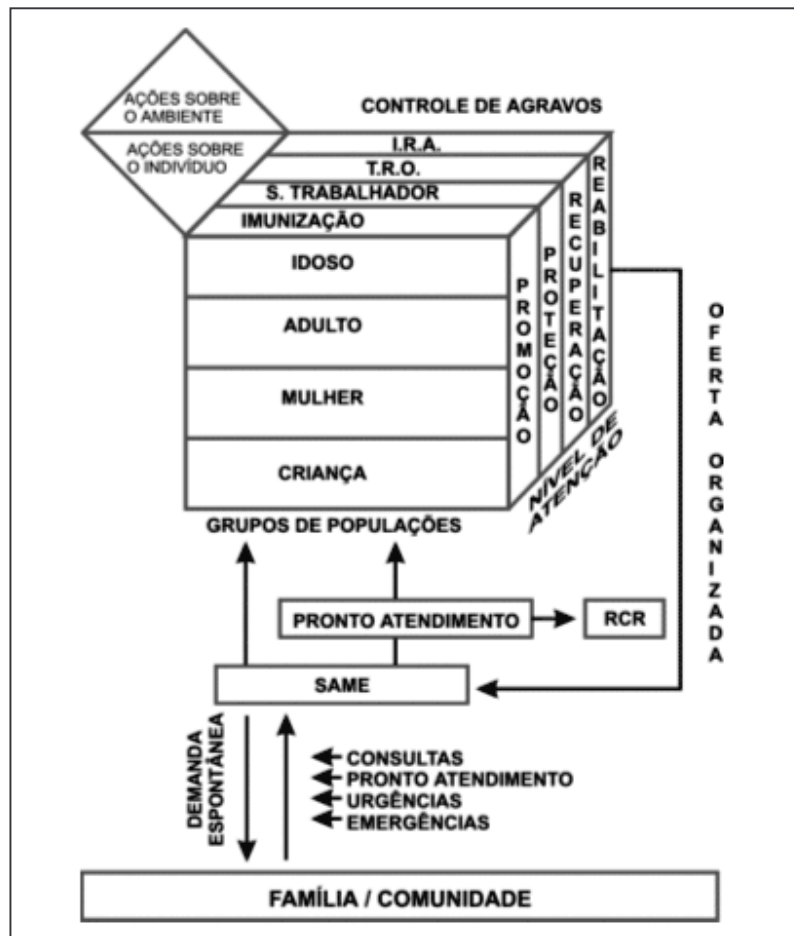 AÇÕES SOBRE
O AMBIENTE
AÇÕES SOBRE
O INDIVÍDUO
CONTROLE DE AGRAVOS
I.R.A.
T.R.O.
S. TRABALHADOR
IMUNIZAÇÃO
IDOSO
ADULTO
MULHER
CRIANÇA
PROMOÇÃO
PROTEÇÃO
RECUPERAÇÃO
REABILITAÇÃO
NÍVEL DE
ATENÇÃO
GRUPOS DE POPULAÇÕES
OFERTA ORGANIZADA
PRONTO ATENDIMENTO
RCR
SAME
DEMANDA
ESPONTÂNEA
CONSULTAS
PRONTO ATENDIMENTO
URGÊNCIAS
EMERGÊNCIAS
FAMÍLIA / COMUNIDADE